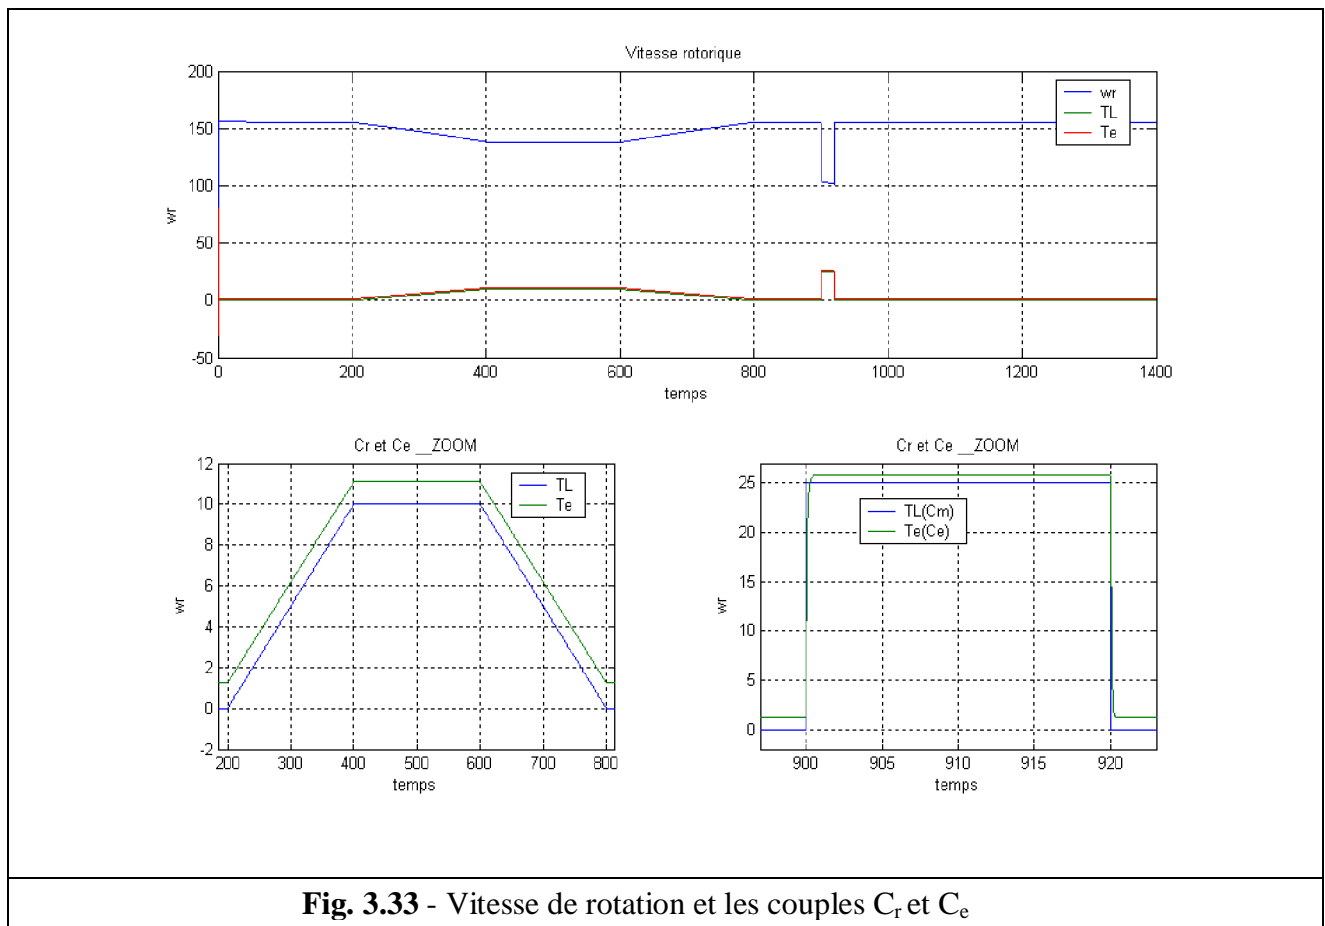 Vitesse rotorique
200
150
100
50
0
-50
wr
wr
TL
Te
0 200 400 600 800 1000 1200 1400
temps
Cr et Ce __ZOOM
12
10
8
6
4
2
0
-2
wr
TL
Te
200 300 400 500 600 700 800
temps
Cr et Ce __ZOOM
25
20
15
10
5
0
wr
TL(Cm)
Te(Ce)
900 905 910 915 920
temps
Fig. 3.33 - Vitesse de rotation et les couples Cr et Ce